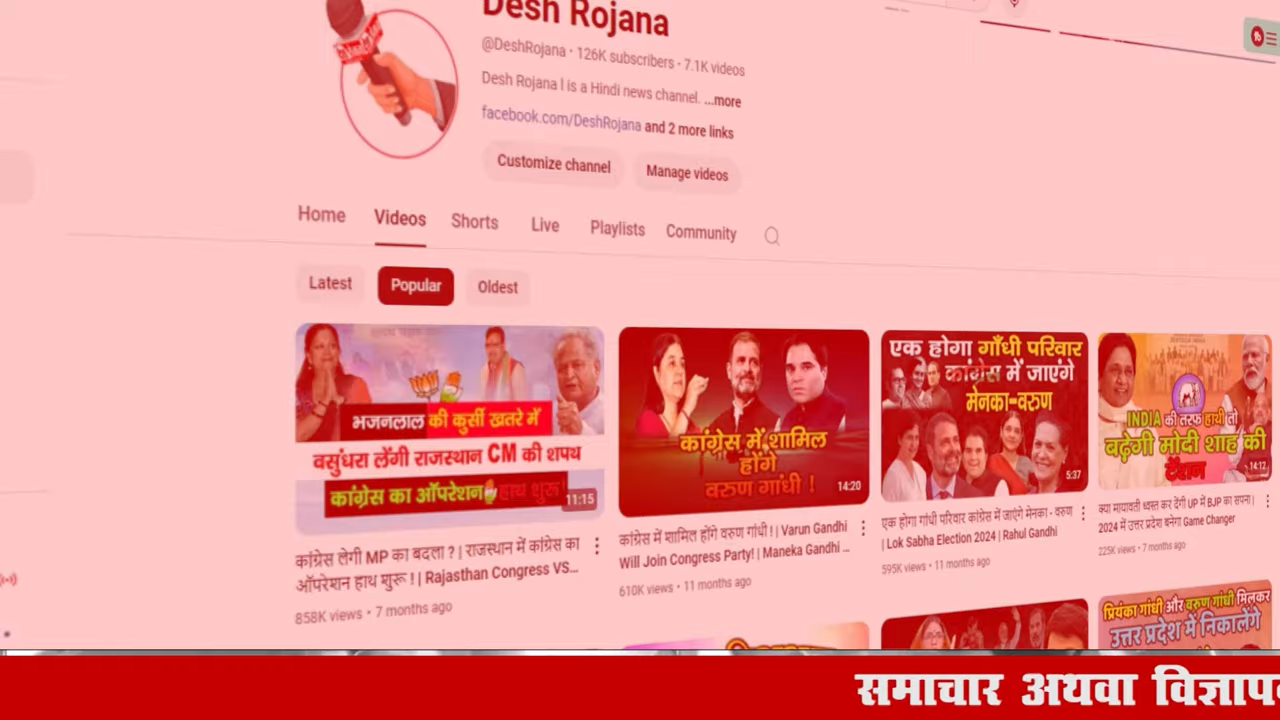 Desh Rojana
@DeshRojana · 126K subscribers · 7.1K videos
Desh Rojana l is a Hindi news channel. ...more
facebook.com/DeshRojana and 2 more links
Customize channel
Manage videos
Home
Videos
Shorts
Live
Playlists
Community
Latest
Popular
Oldest
भजनलाल की कुर्सी खतरे में
वसुंधरा लेंगी राजस्थान CM की शपथ
कांग्रेस का ऑपरेशन हाथ शुरू!
11:15
कांग्रेस लेगी MP का बदला ? | राजस्थान में कांग्रेस का
ऑपरेशन हाथ शुरू ! | Rajasthan Congress VS...
858K views • 7 months ago
कांग्रेस में शामिल
होंगे
वरुण गांधी !
14:20
कांग्रेस में शामिल होंगे वरुण गांधी ! | Varun Gandhi
Will Join Congress Party! | Maneka Gandhi ...
610K views • 11 months ago
एक होगा गाँधी परिवार
कांग्रेस में जाएंगे
मेनका-वरुण
5:37
एक होगा गांधी परिवार कांग्रेस में जाएंगे मेनका - वरुण
| Lok Sabha Election 2024 | Rahul Gandhi
595K views • 11 months ago
INDIA की तरफ हाथी तो
बढ़ेगी मोदी शाह की
टेंशन
14:12
क्या मायावती ध्वस्त कर देंगी UP में BJP का सपना |
2024 में उत्तर प्रदेश बनेगा Game Changer
225K views • 7 months ago
प्रियंका गांधी और वरुण गांधी मिलकर
उत्तर प्रदेश में निकालेंगे
समाचार अथवा विज्ञाप